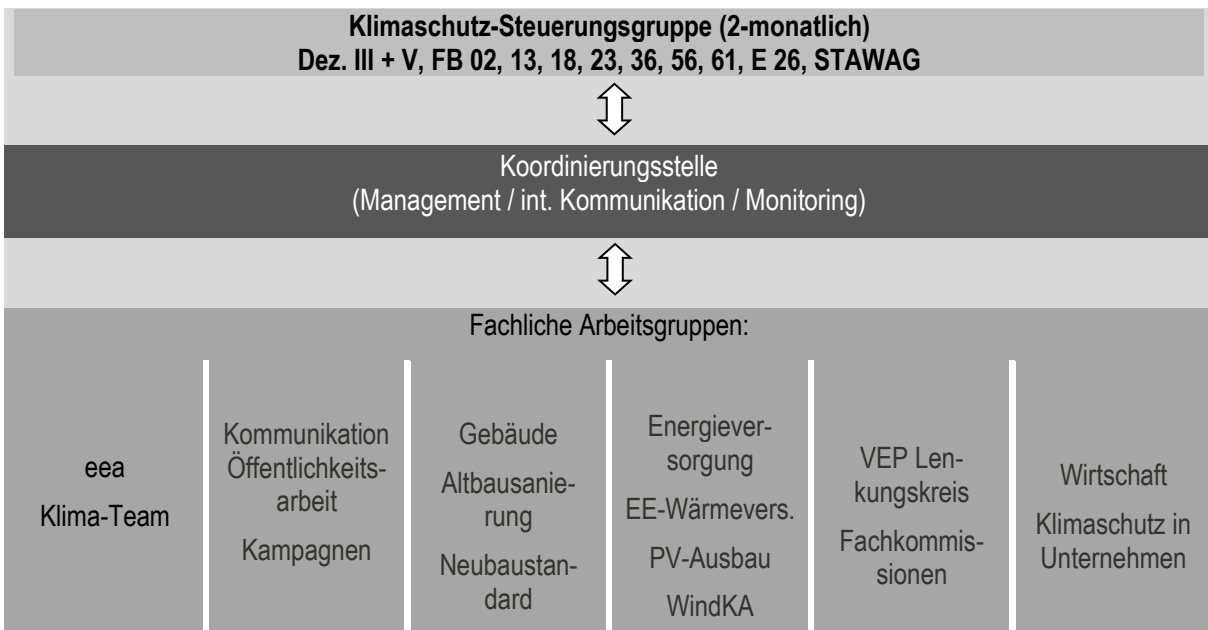 Klimaschutz-Steuerungsgruppe (2-monatlich)
Dez. III + V, FB 02, 13, 18, 23, 36, 56, 61, E 26, STAWAG
Koordinierungsstelle
(Management / int. Kommunikation / Monitoring)
Fachliche Arbeitsgruppen:
eea
Klima-Team
Kommunikation
Öffentlichkeits-
arbeit
Kampagnen
Gebäude
Altbausanie-
rung
Neubaustan-
dard
Energiever-
sorgung
EE-Wärmevers.
PV-Ausbau
WindKA
VEP Len-
kungskreis
Fachkommis-
sionen
Wirtschaft
Klimaschutz in
Unternehmen